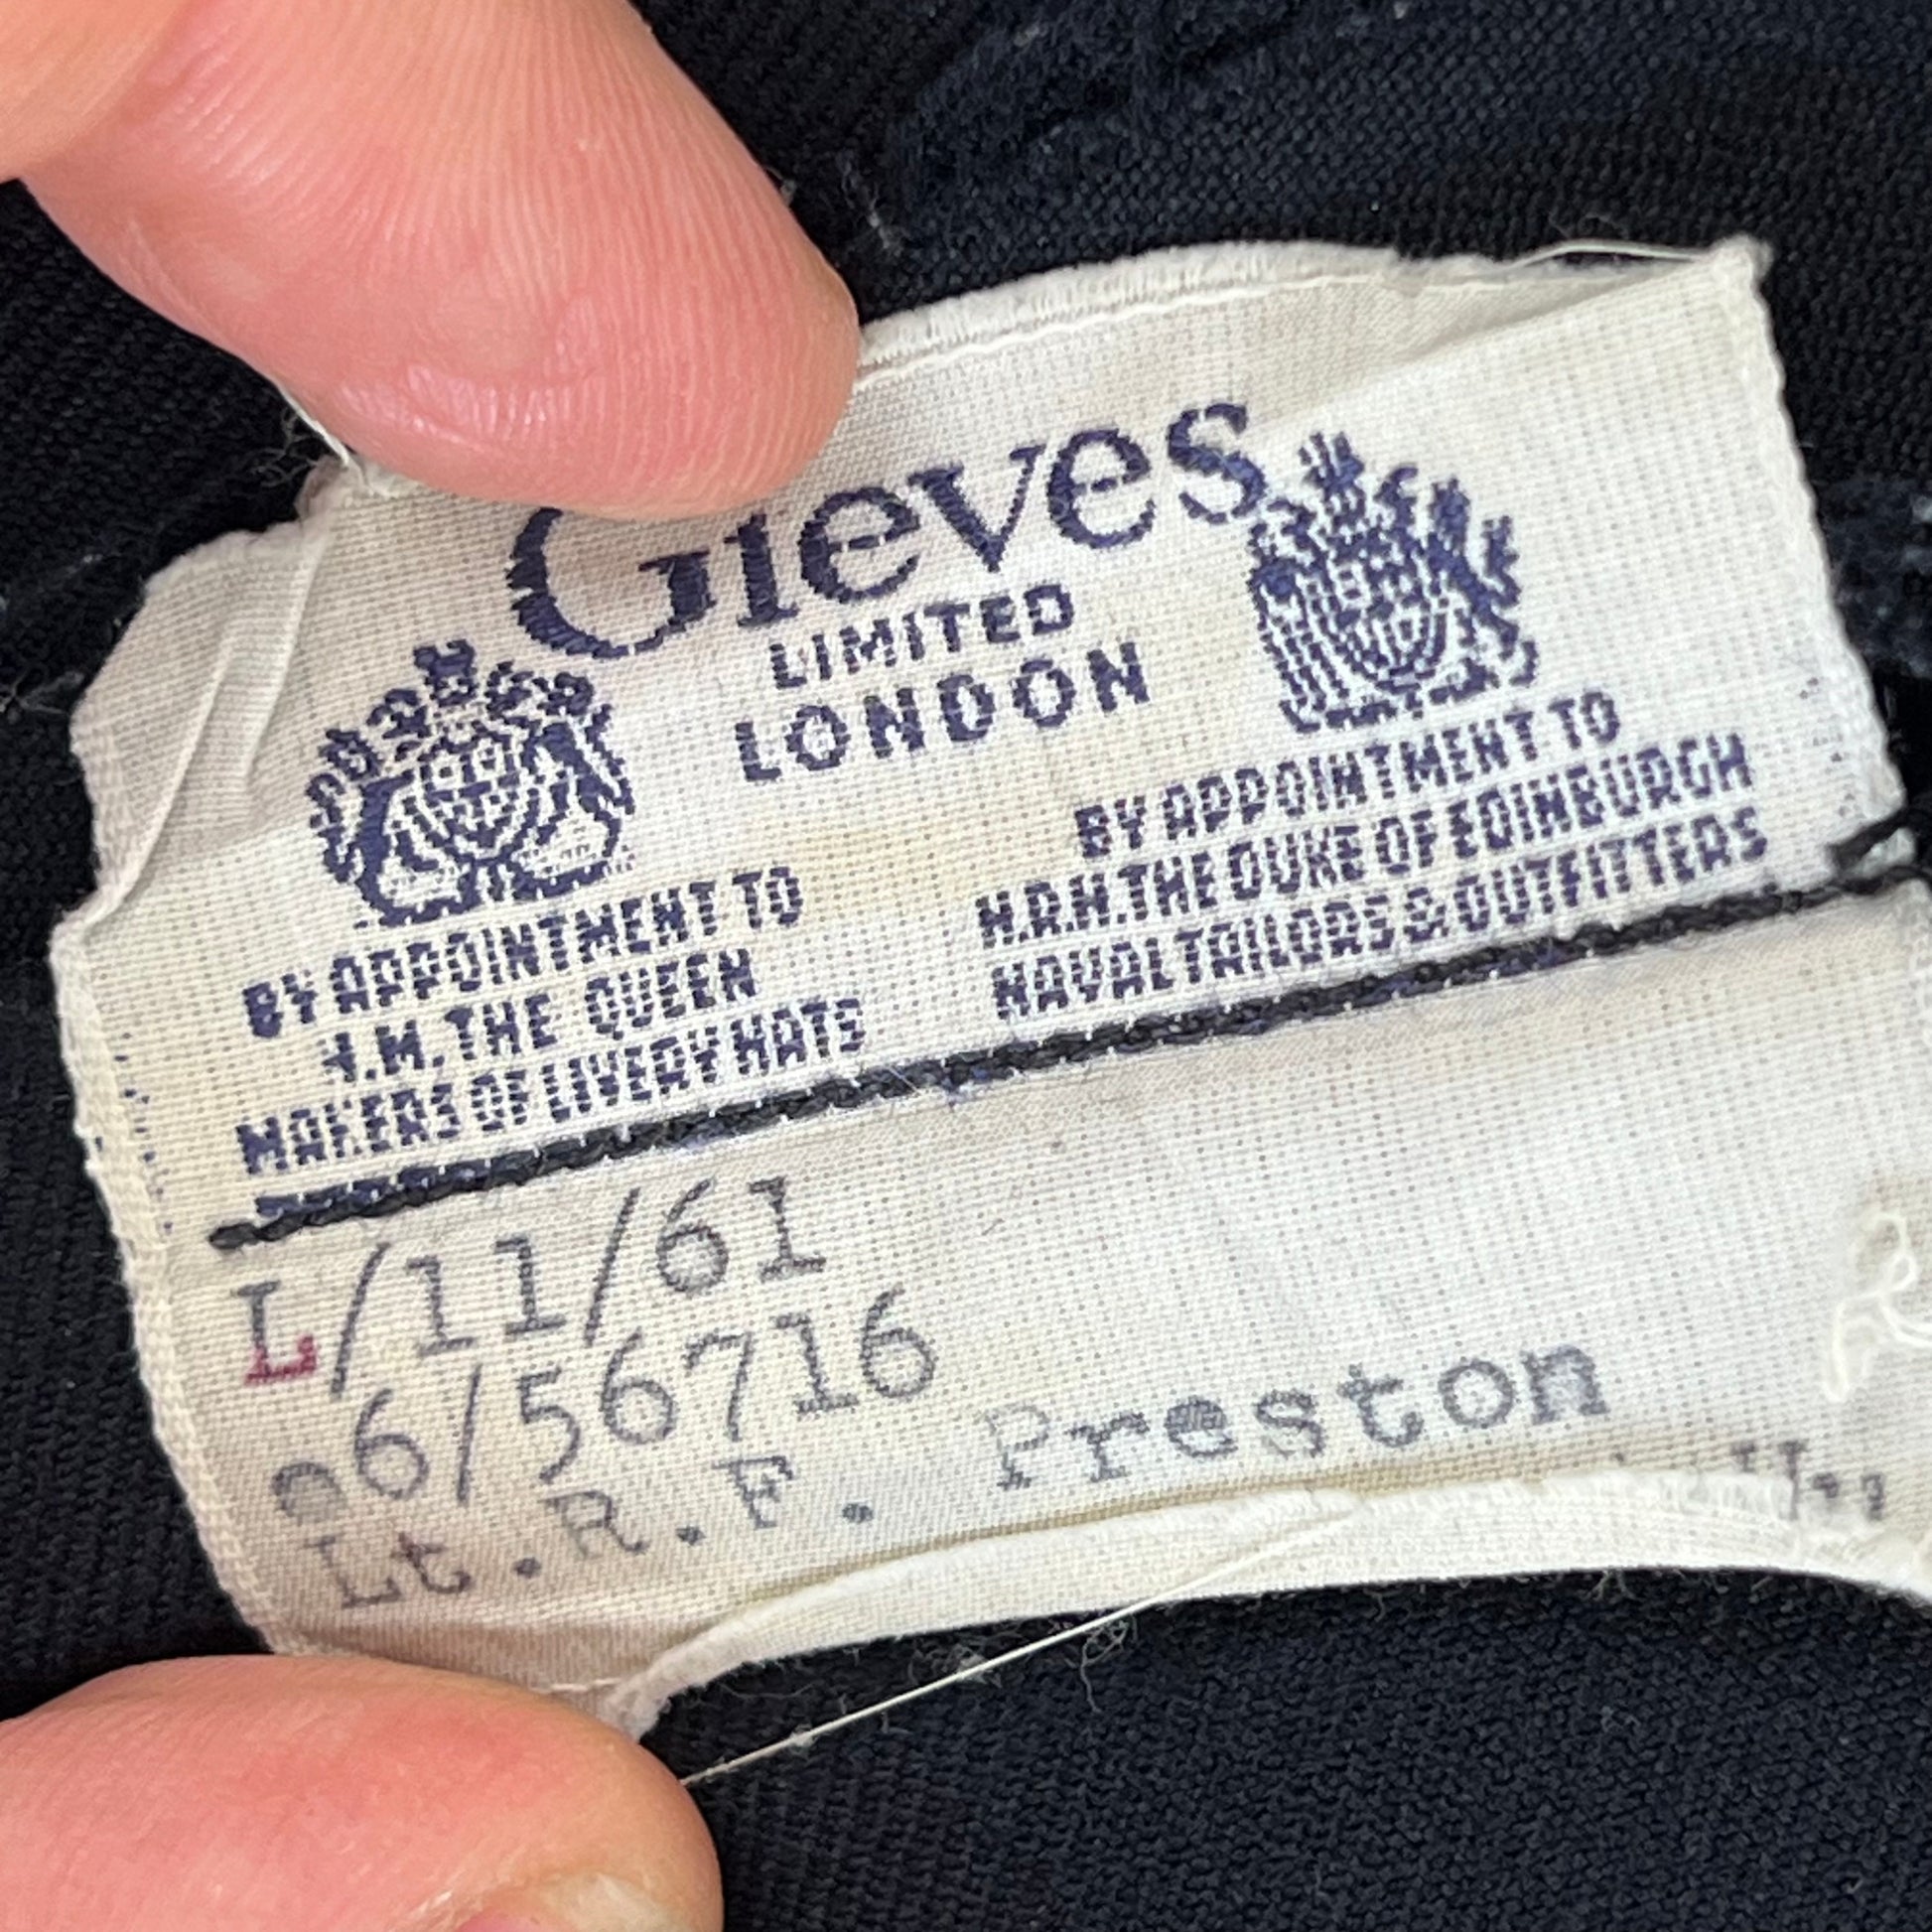 Gieves
LIMITED
LONDON
BY APPOINTMENT TO
H.M. THE QUEEN
MAKERS OF LIVERY HATS
BY APPOINTMENT TO
H.R.H. THE DUKE OF EDINBURGH
NAVAL TAILORS & OUTFITTERS
L/11/61
e6/56716
Lt.R.F. Preston